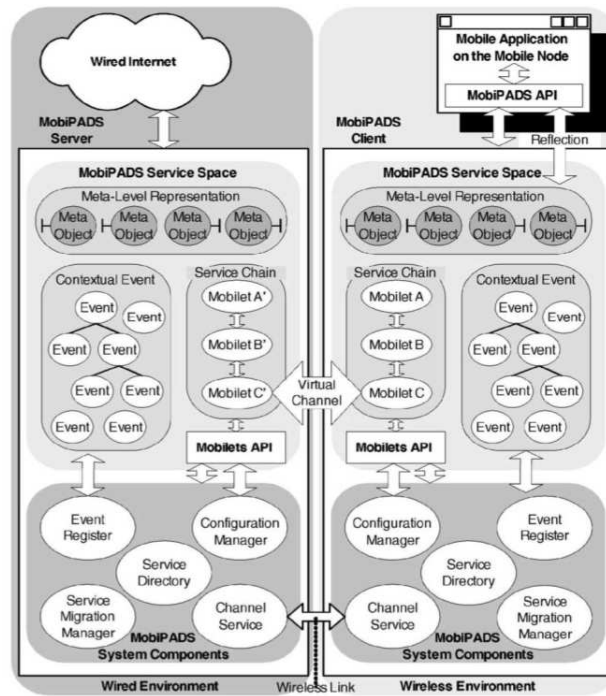 Wired Internet
MobiPADS
Server
MobiPADS Service Space
Meta-Level Representation
Meta
Object
Meta
Object
Meta
Object
Meta
Object
Contextual Event
Event
Event
Event
Event
Event
Event
Event
Event
Service Chain
Mobilet A'
Mobilet B'
Mobilet C'
Mobilets API
Event
Register
Configuration
Manager
Service
Directory
Service
Migration
Manager
Channel
Service
MobiPADS
System Components
Wired Environment
Virtual
Channel
Wireless Link
Mobile Application
on the Mobile Node
MobiPADS API
MobiPADS
Client
Reflection
MobiPADS Service Space
Meta-Level Representation
Meta
Object
Meta
Object
Meta
Object
Meta
Object
Service Chain
Mobilet A
Mobilet B
Mobilet C
Mobilets API
Contextual Event
Event
Event
Event
Event
Event
Event
Event
Event
Configuration
Manager
Event
Register
Service
Directory
Channel
Service
Service
Migration
Manager
MobiPADS
System Components
Wireless Environment